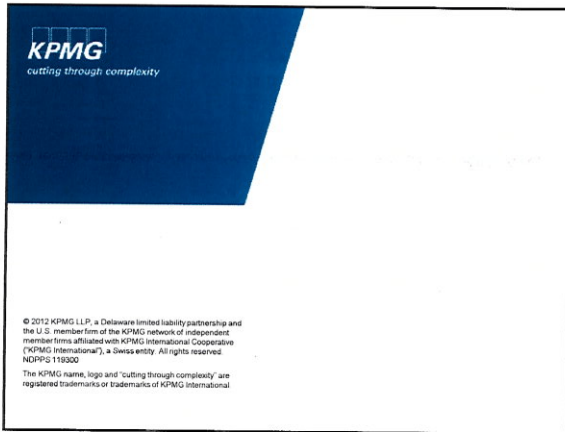 KPMG
cutting through complexity
© 2012 KPMG LLP, a Delaware limited liability partnership and
the U.S. member firm of the KPMG network of independent
member firms affiliated with KPMG International Cooperative
("KPMG International"), a Swiss entity. All rights reserved.
NDPPS 119300
The KPMG name, logo and "cutting through complexity" are
registered trademarks or trademarks of KPMG International